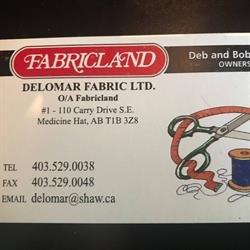 FABRICLAND
Deb and Bob
OWNERS
DELOMAR FABRIC LTD.
O/A Fabricland
#1 - 110 Carry Drive S.E.
Medicine Hat, AB T1B 3Z8
TEL 403.529.0038
FAX 403.529.0048
EMAIL delomar@shaw.ca